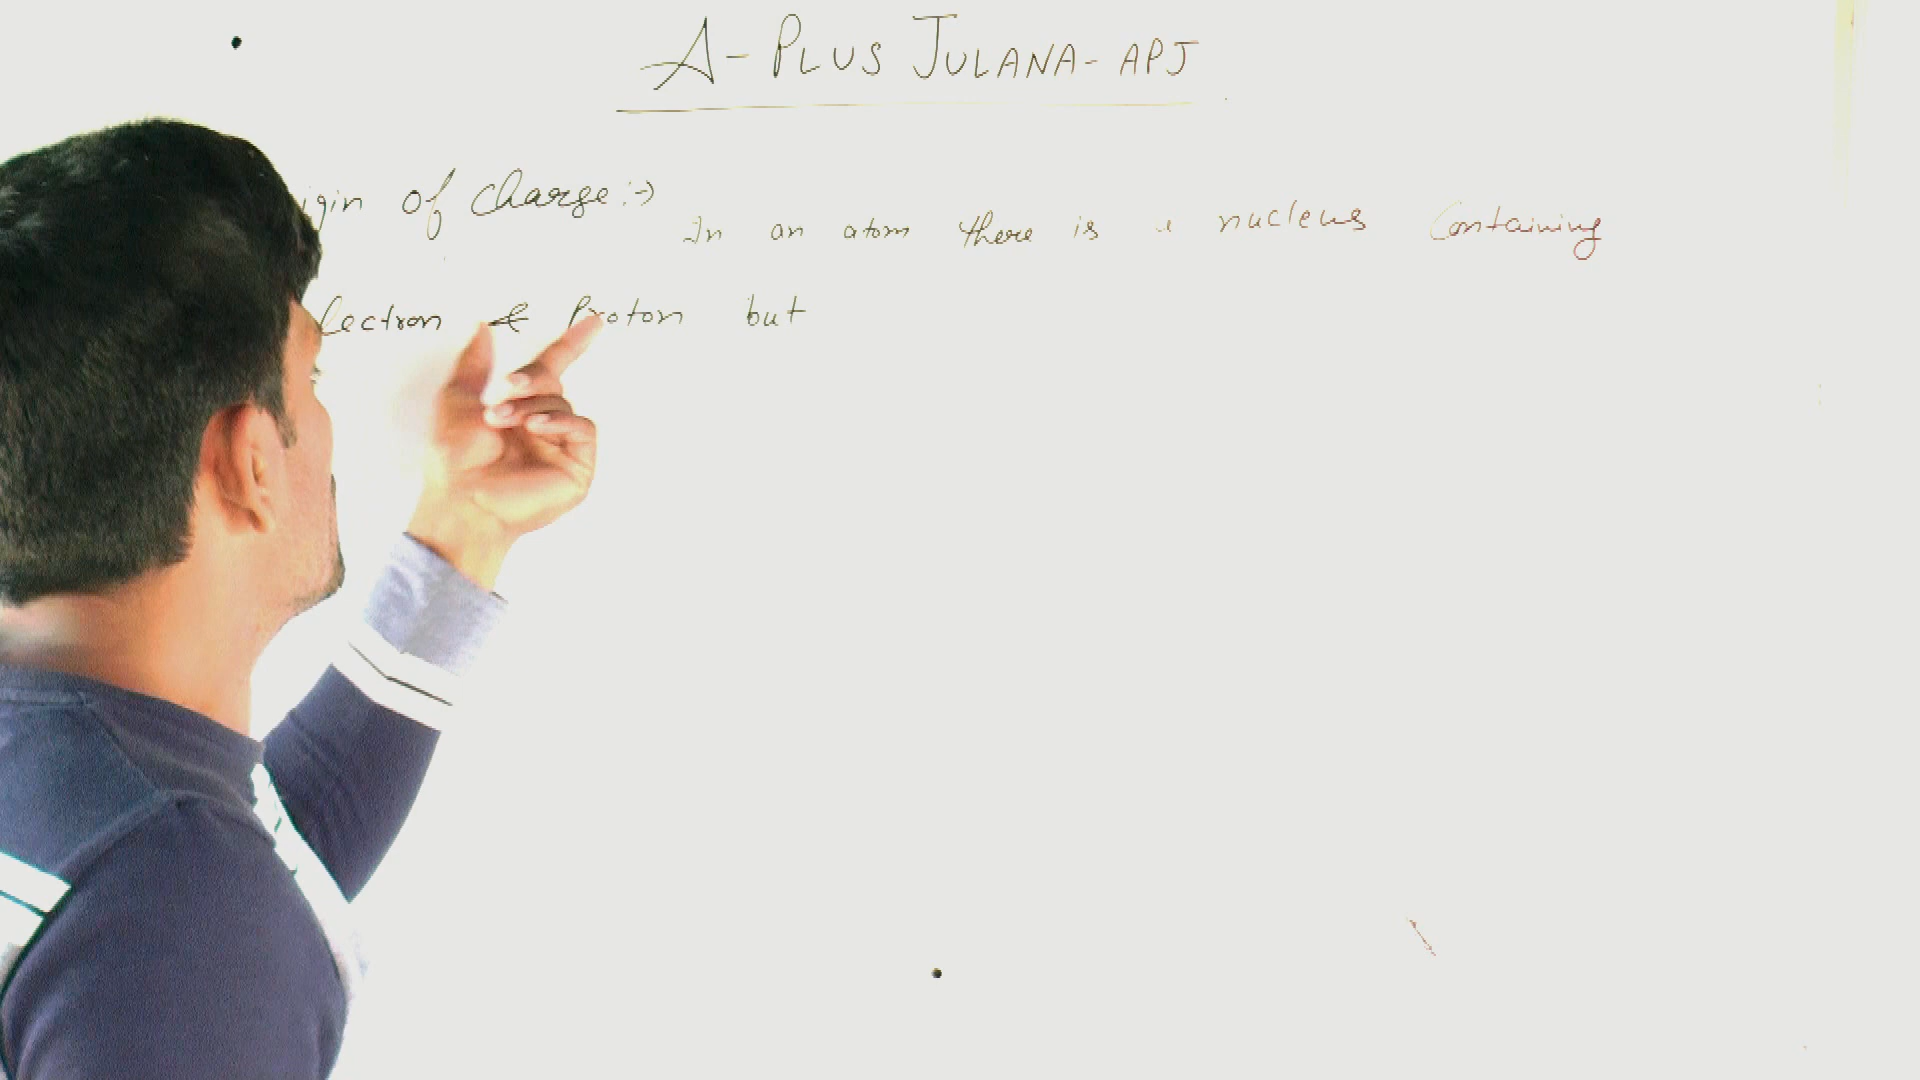 A-PLUS JULANA-APJ
igin of charge :->
In an atom there is a nucleus Containing
lectron & Proton but